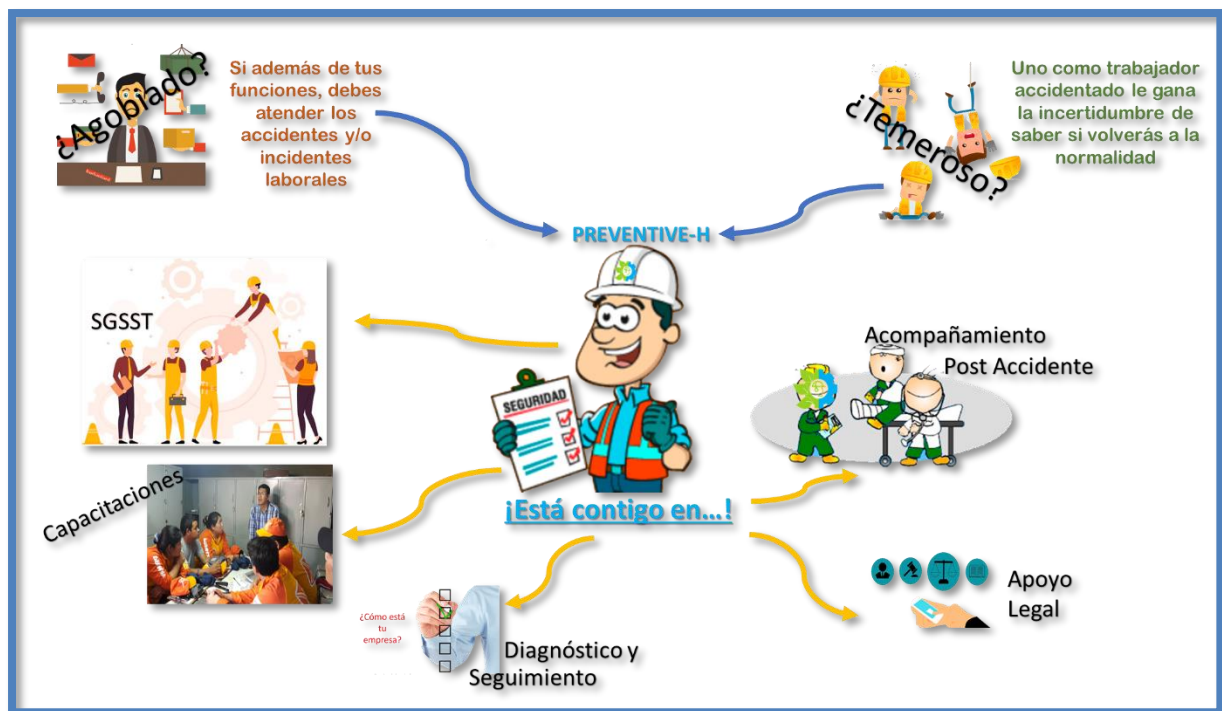 ¿Agobiado?
Si además de tus
funciones, debes
atender los
accidentes y/o
incidentes
laborales
¿Temeroso?
Uno como trabajador
accidentado le gana
la incertidumbre de
saber si volverás a la
normalidad
PREVENTIVE-H
SGSST
SEGURIDAD
Acompañamiento
Post Accidente
Capacitaciones
¡Está contigo en...!
¿Cómo está
tu
empresa?
Diagnóstico y
Seguimiento
Apoyo
Legal